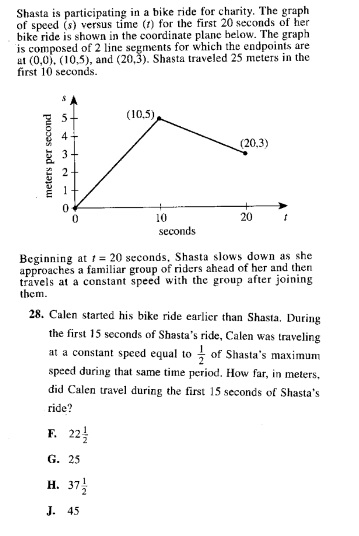 Shasta is participating in a bike ride for charity. The graph
of speed (s) versus time (t) for the first 20 seconds of her
bike ride is shown in the coordinate plane below. The graph
is composed of 2 line segments for which the endpoints are
at (0,0), (10,5), and (20,3). Shasta traveled 25 meters in the
first 10 seconds.
s
meters per second
5
4
3
2
1
0
(10,5)
(20,3)
0 10 20 t
seconds
Beginning at t = 20 seconds, Shasta slows down as she
approaches a familiar group of riders ahead of her and then
travels at a constant speed with the group after joining
them.
28. Calen started his bike ride earlier than Shasta. During
the first 15 seconds of Shasta's ride, Calen was traveling
at a constant speed equal to 1/2 of Shasta's maximum
speed during that same time period. How far, in meters,
did Calen travel during the first 15 seconds of Shasta's
ride?
F. 22 1/2
G. 25
H. 37 1/2
J. 45